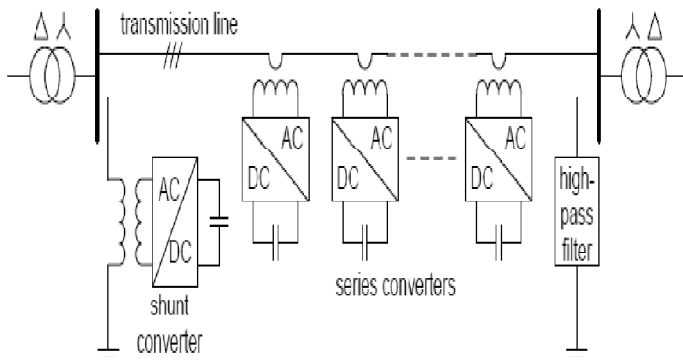 transmission line
AC
DC
AC
DC
AC
DC
AC
DC
high-
pass
filter
series converters
shunt
converter